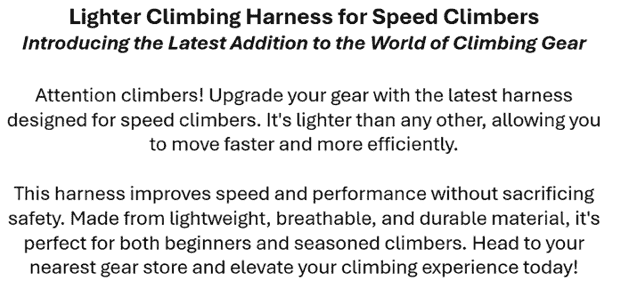 Lighter Climbing Harness for Speed Climbers
Introducing the Latest Addition to the World of Climbing Gear
Attention climbers! Upgrade your gear with the latest harness
designed for speed climbers. It's lighter than any other, allowing you
to move faster and more efficiently.
This harness improves speed and performance without sacrificing
safety. Made from lightweight, breathable, and durable material, it's
perfect for both beginners and seasoned climbers. Head to your
nearest gear store and elevate your climbing experience today!